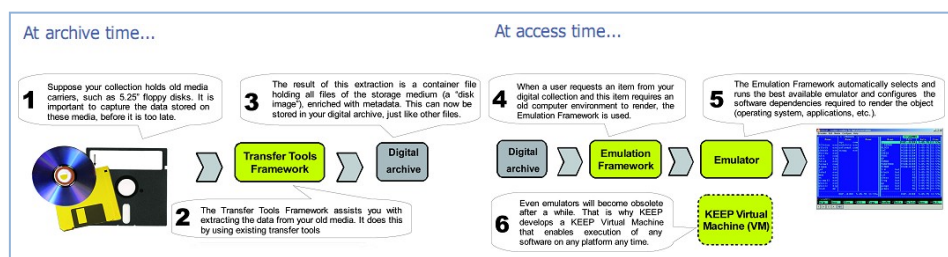 At archive time...
At access time...
1
Suppose your collection holds old media
carriers, such as 5.25" floppy disks. It is
important to capture the data stored on
these media, before it is too late.
3
The result of this extraction is a container file
holding all files of the storage medium (a "disk
image"), enriched with metadata. This can now be
stored in your digital archive, just like other files.
4
When a user requests an item from your
digital collection and this item requires an
old computer environment to render, the
Emulation Framework is used.
5
The Emulation Framework automatically selects and
runs the best available emulator and configures the
software dependencies required to render the object
(operating system, applications, etc.).
Transfer Tools
Framework
Digital
archive
Digital
archive
Emulation
Framework
Emulator
2
The Transfer Tools Framework assists you with
extracting the data from your old media. It does this
by using existing transfer tools
6
Even emulators will become obsolete
after a while. That is why KEEP
develops a KEEP Virtual Machine
that enables execution of any
software on any platform any time.
KEEP Virtual
Machine (VM)